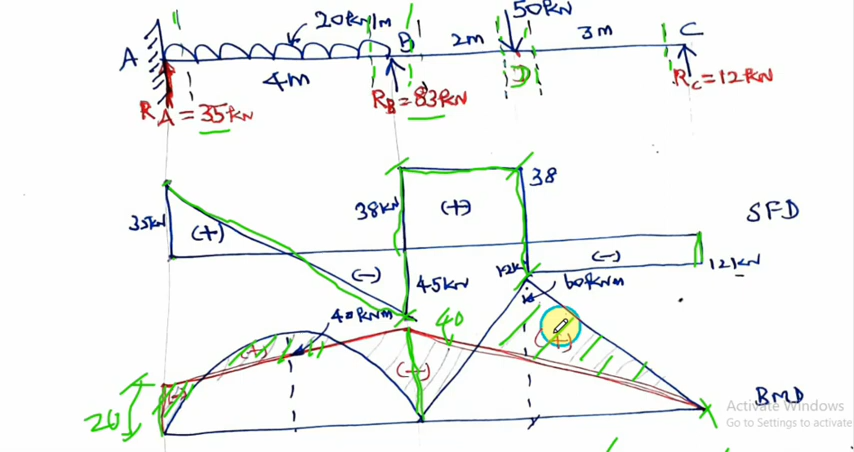 20kN/m
50kN
A
B
2m
3m
C
4m
D
RA = 35kN
RB = 83kN
RC = 12kN
38
35kN
(+)
38kN
(+)
SFD
(-)
(-)
45kN
12k
12kN
60kNm
40kNm
40
(+)
(-)
(-)
(+)
20
BMD
Activate Windows
Go to Settings to activate